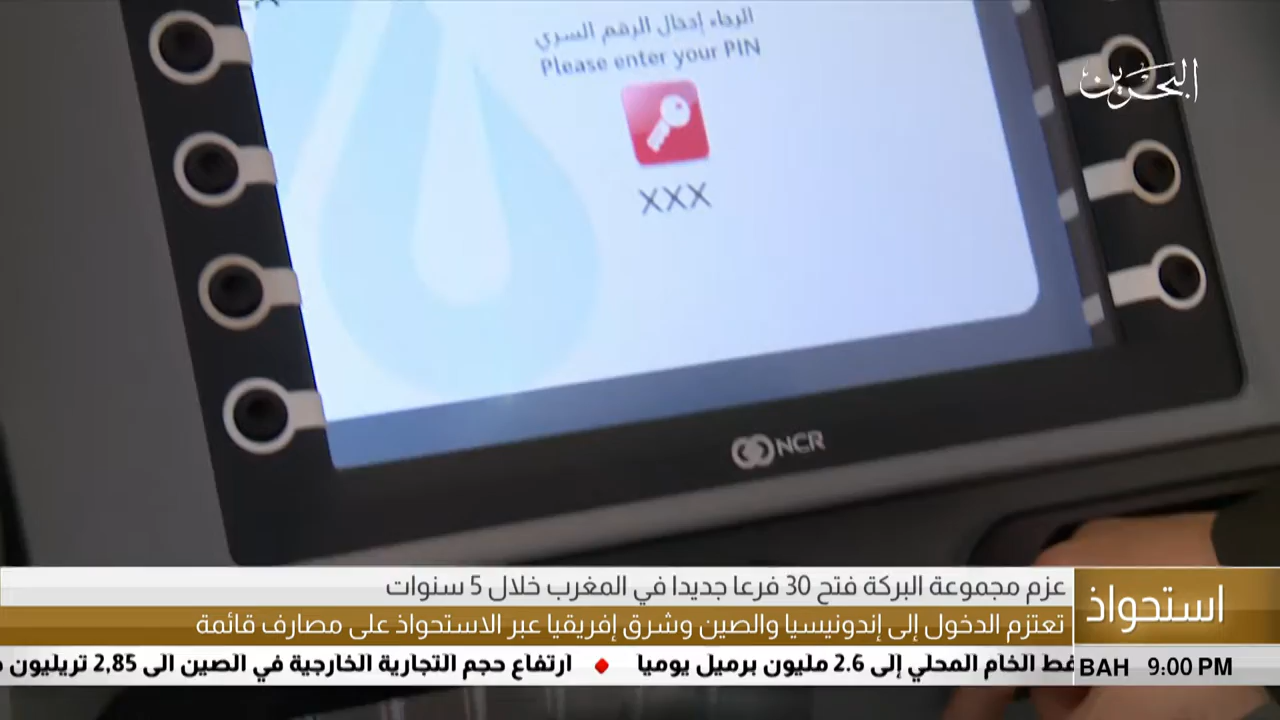 الرجاء إدخال الرقم السري
Please enter your PIN
XXX
البحرين
NCR
استحواذ
عزم مجموعة البركة فتح 30 فرعا جديدا في المغرب خلال 5 سنوات
تعتزم الدخول إلى إندونيسيا والصين وشرق إفريقيا عبر الاستحواذ على مصارف قائمة
الخام المحلي إلى 2.6 مليون برميل يوميا ♦ ارتفاع حجم التجارية الخارجية في الصين الى 2,85 تريليون
BAH 9:00 PM